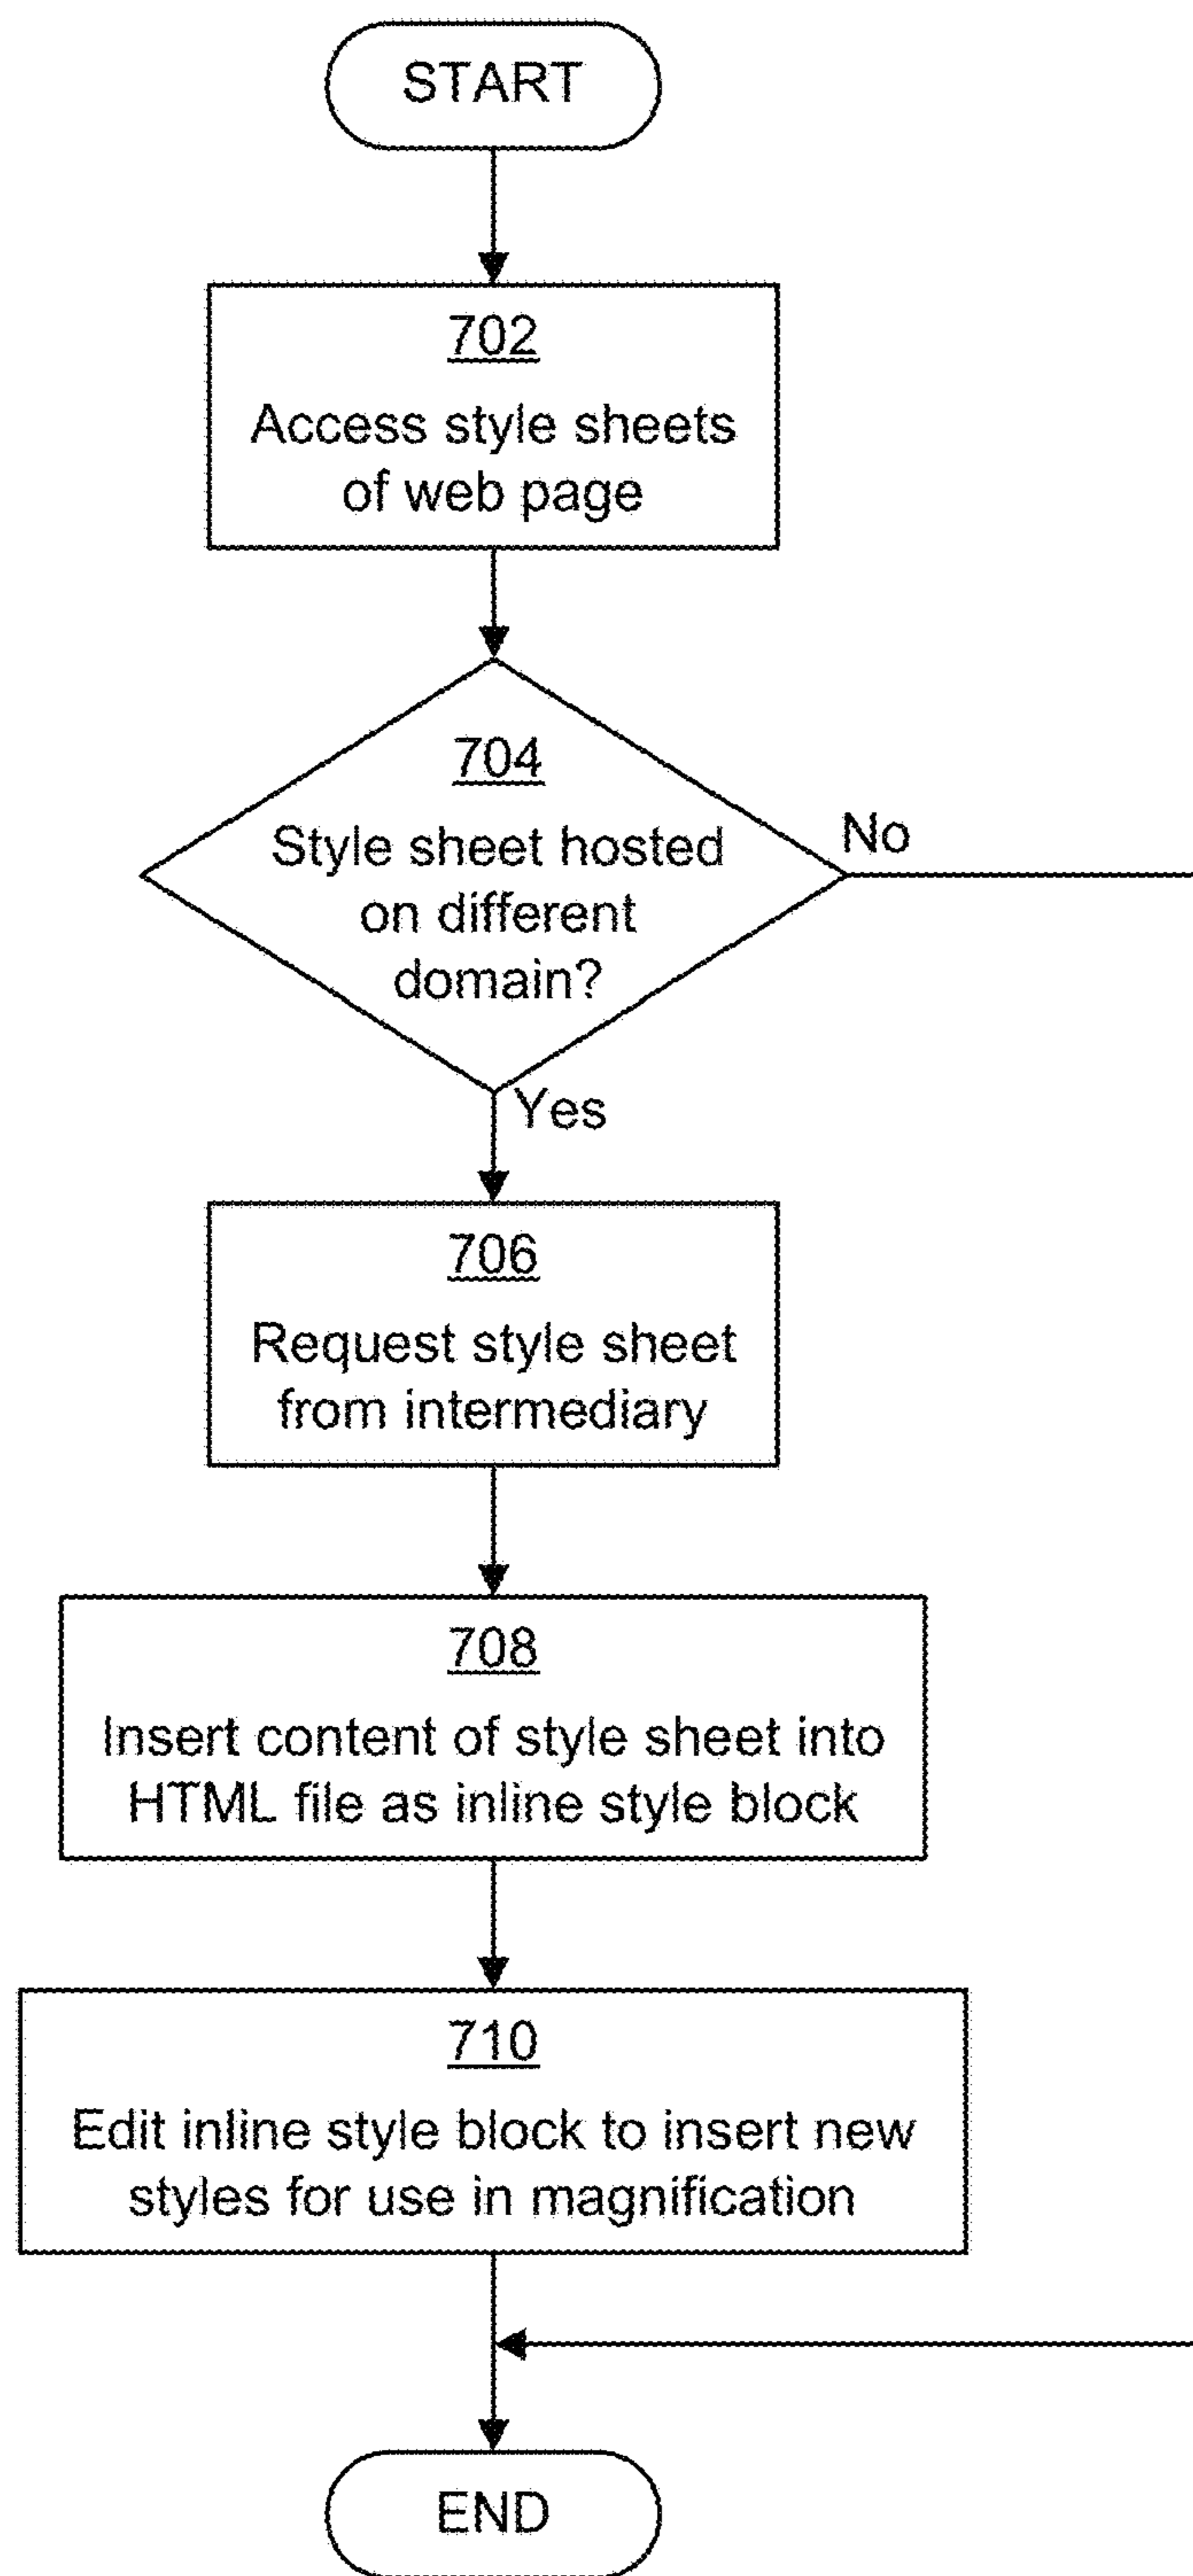 START
702
Access style sheets
of web page
704
Style sheet hosted
on different
domain?
No
Yes
706
Request style sheet
from intermediary
708
Insert content of style sheet into
HTML file as inline style block
710
Edit inline style block to insert new
styles for use in magnification
END